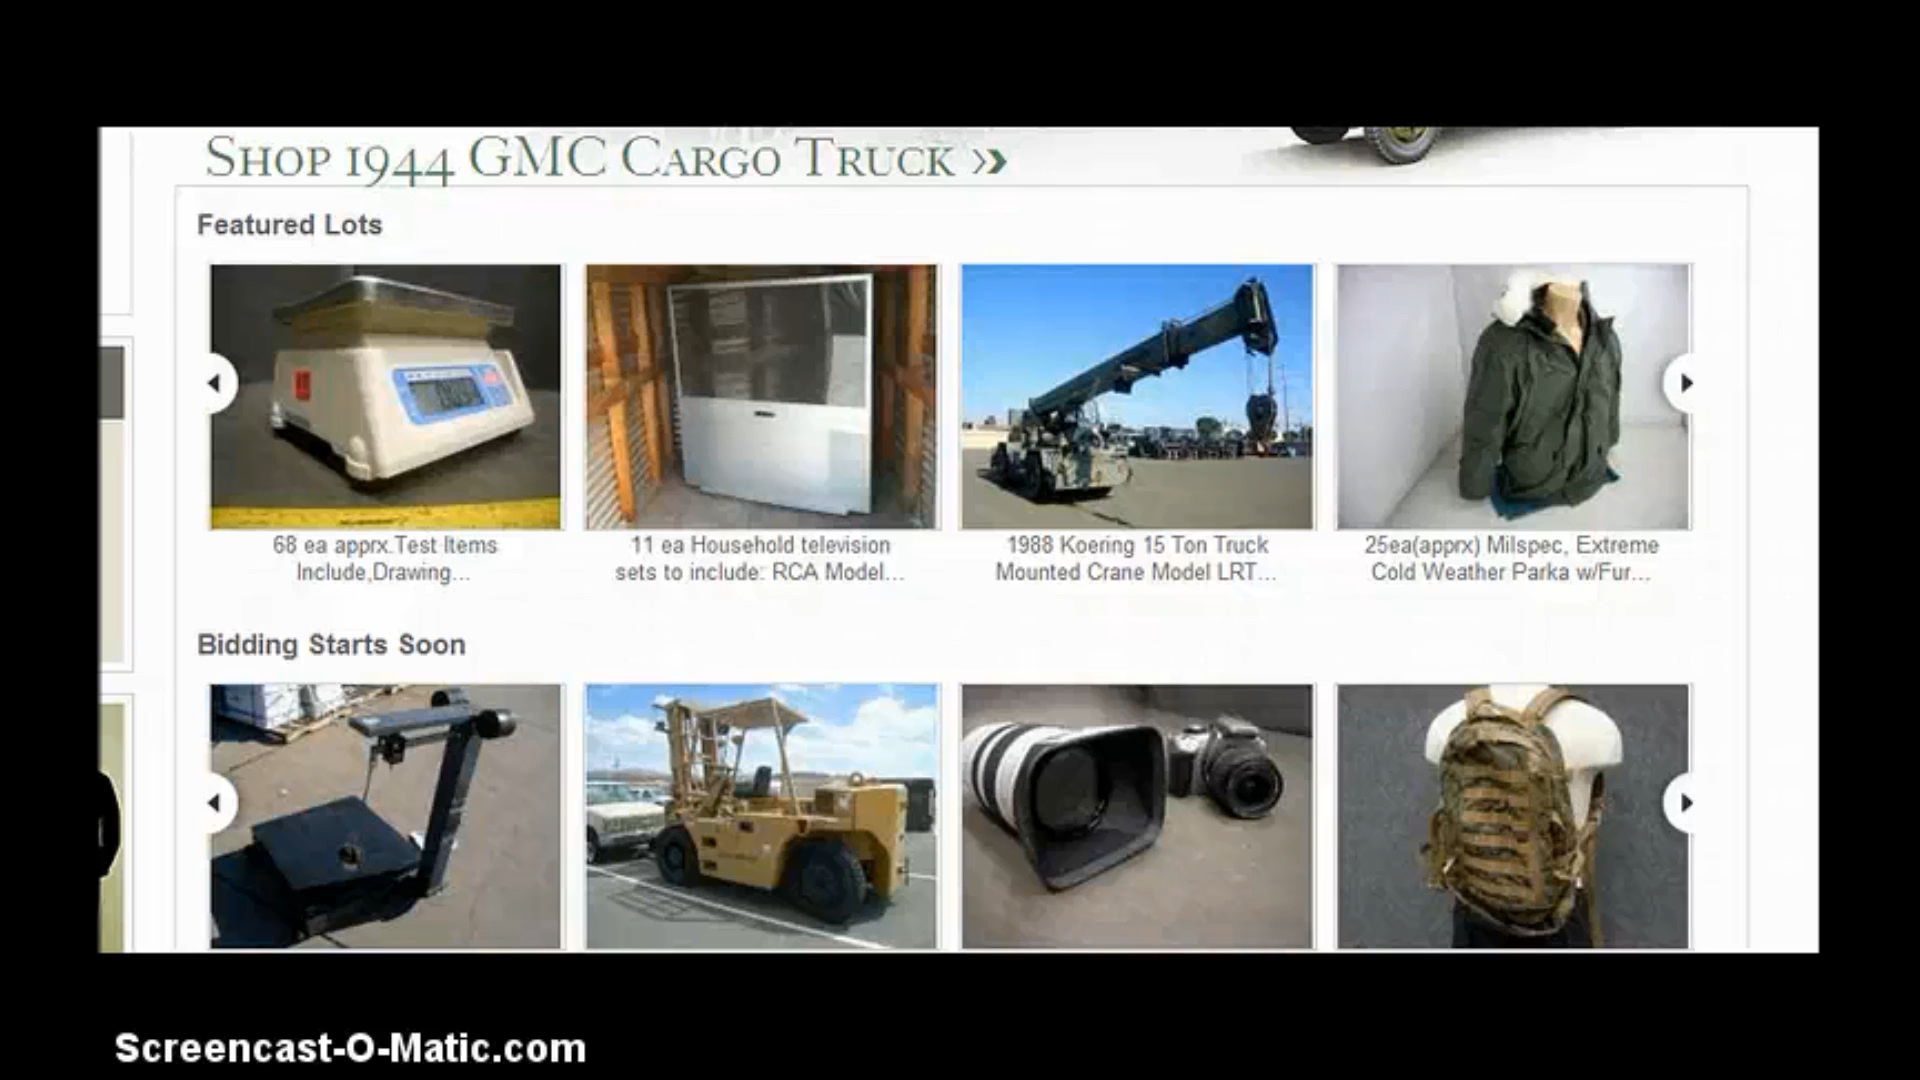 Shop 1944 GMC Cargo Truck »
Featured Lots
68 ea apprx.Test Items
Include,Drawing...
11 ea Household television
sets to include: RCA Model...
1988 Koering 15 Ton Truck
Mounted Crane Model LRT...
25ea(apprx) Milspec, Extreme
Cold Weather Parka w/Fur...
Bidding Starts Soon
Screencast-O-Matic.com